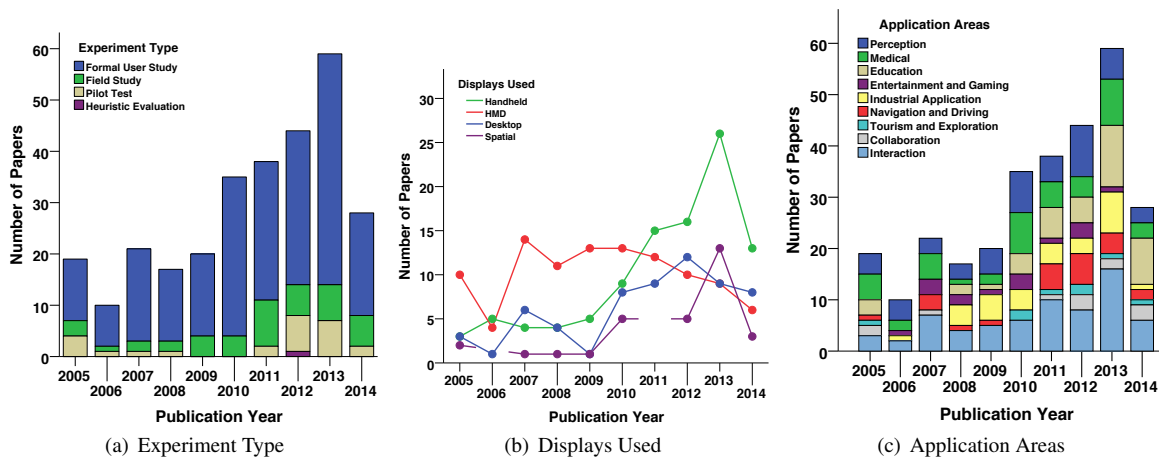 Experiment Type
Formal User Study
Field Study
Pilot Test
Heuristic Evaluation
Number of Papers
60
50
40
30
20
10
0
2005 2007 2009 2011 2013
2006 2008 2010 2012 2014
Publication Year
(a) Experiment Type
Displays Used
Handheld
HMD
Desktop
Spatial
Number of Papers
30
25
20
15
10
5
0
2005 2007 2009 2011 2013
2006 2008 2010 2012 2014
Publication Year
(b) Displays Used
Application Areas
Perception
Medical
Education
Entertainment and Gaming
Industrial Application
Navigation and Driving
Tourism and Exploration
Collaboration
Interaction
Number of Papers
60
50
40
30
20
10
0
2005 2007 2009 2011 2013
2006 2008 2010 2012 2014
Publication Year
(c) Application Areas